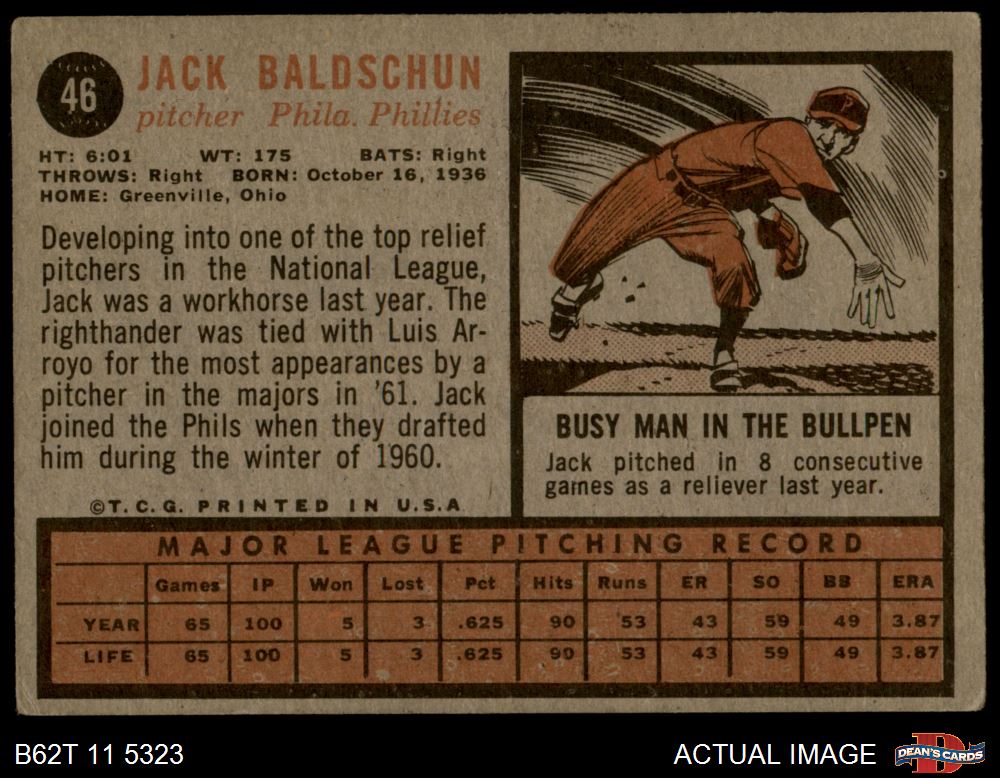 46
JACK BALDSCHUN
pitcher Phila. Phillies
HT: 6:01 WT: 175 BATS: Right
THROWS: Right BORN: October 16, 1936
HOME: Greenville, Ohio
Developing into one of the top relief
pitchers in the National League,
Jack was a workhorse last year. The
righthander was tied with Luis Ar-
royo for the most appearances by a
pitcher in the majors in '61. Jack
joined the Phils when they drafted
him during the winter of 1960.
©T.C.G. PRINTED IN U.S.A
P
BUSY MAN IN THE BULLPEN
Jack pitched in 8 consecutive
games as a reliever last year.
MAJOR LEAGUE PITCHING RECORD
Games IP Won Lost Pct Hits Runs ER SO BB ERA
YEAR 65 100 5 3 .625 90 53 43 59 49 3.87
LIFE 65 100 5 3 .625 90 53 43 59 49 3.87
B62T 11 5323
ACTUAL IMAGE
D
DEAN'S CARDS